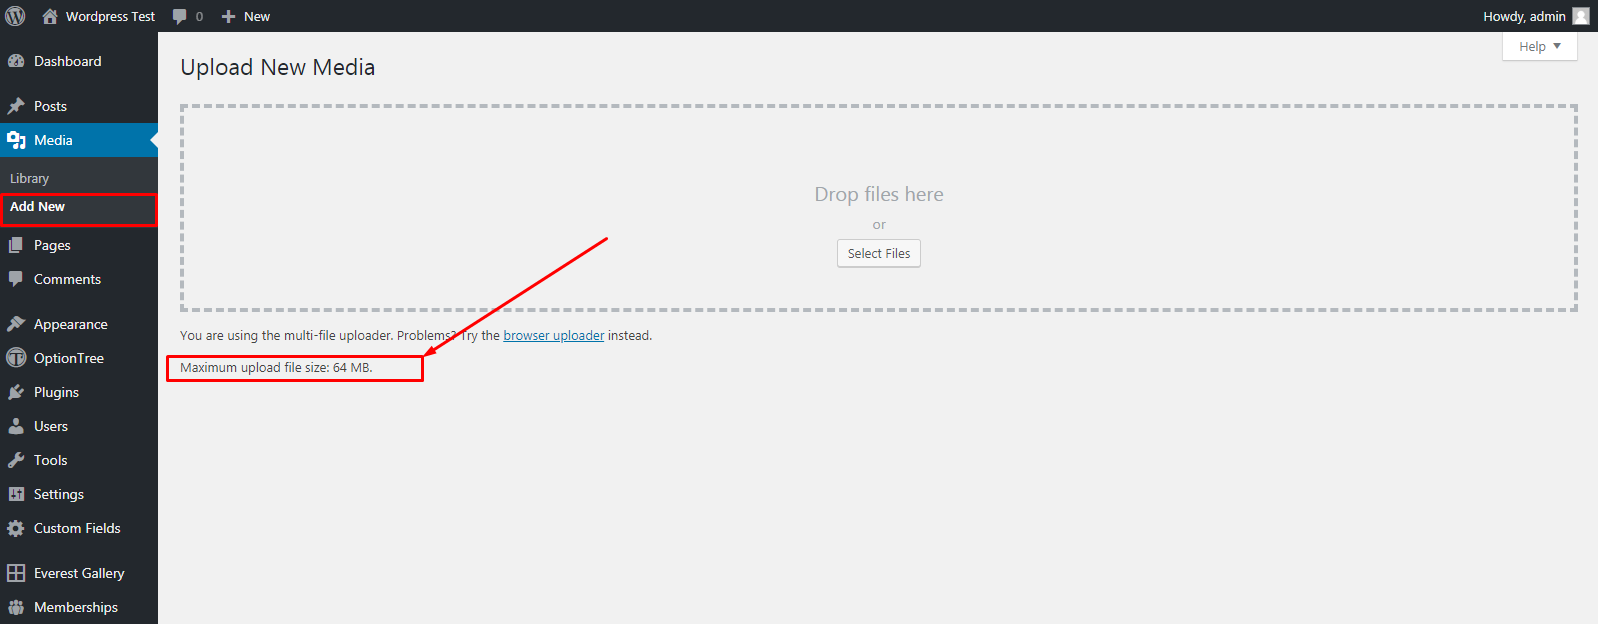 Wordpress Test 0 New Howdy, admin
Help
Dashboard
Posts
Media
Library
Add New
Pages
Comments
Appearance
OptionTree
Plugins
Users
Tools
Settings
Custom Fields
Everest Gallery
Memberships
Upload New Media
Drop files here
or
Select Files
You are using the multi-file uploader. Problems? Try the browser uploader instead.
Maximum upload file size: 64 MB.